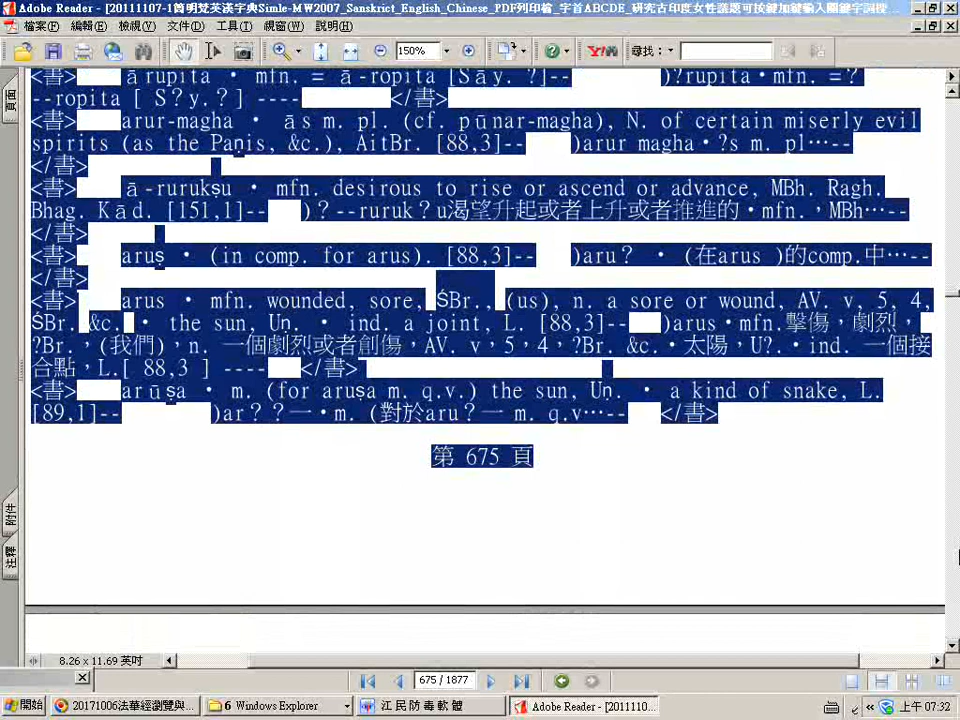 Adobe Reader - [20111107-1簡明梵英漢字典Simle-MW2007_Sanskrict_English_Chinese_PDF列印檔_字首ABCDE_研究古印度女性議題可按鍵加鍵輸入關鍵字詞搜
檔案(F) 編輯(E) 檢視(V) 文件(D) 工具(T) 視窗(W) 說明(H)
150% 尋找：
頁面
<書> ārupita • mfn. = ā-ropita [Sāy. ?]-- )?rupita•mfn. =?
--ropita [ S?y.?] ---- </書>
<書> arur-magha • ās m. pl. (cf. pūnar-magha), N. of certain miserly evil
spirits (as the Paṇis, &c.), AitBr. [88,3]-- )arur magha•?s m. pl…--
</書>
<書> ā-rurukṣu • mfn. desirous to rise or ascend or advance, MBh. Ragh.
Bhag. Kād. [151,1]-- )?--ruruk?u渴望升起或者上升或者推進的•mfn.，MBh…--
</書>
<書> aruṣ • (in comp. for arus). [88,3]-- )aru? • (在arus )的comp.中…--
</書>
<書> arus • mfn. wounded, sore, ŚBr., (us), n. a sore or wound, AV. v, 5, 4,
ŚBr. &c. • the sun, Uṇ. • ind. a joint, L. [88,3]-- )arus•mfn.擊傷，劇烈，
?Br.，(我們)，n. 一個劇烈或者創傷，AV. v，5，4，?Br. &c.•太陽，U?.•ind. 一個接
合點，L.[ 88,3 ] ---- </書>
<書> arūṣa • m. (for aruṣa m. q.v.) the sun, Uṇ. • a kind of snake, L.
[89,1]-- )ar??一•m. (對於aru?一 m. q.v…-- </書>
第 675 頁
附件
注釋
8.26 x 11.69 英吋
675 / 1877
開始 20171006法華經瀏覽與... 6 Windows Explorer 江民防毒軟體 Adobe Reader - [2011110... 上午 07:32